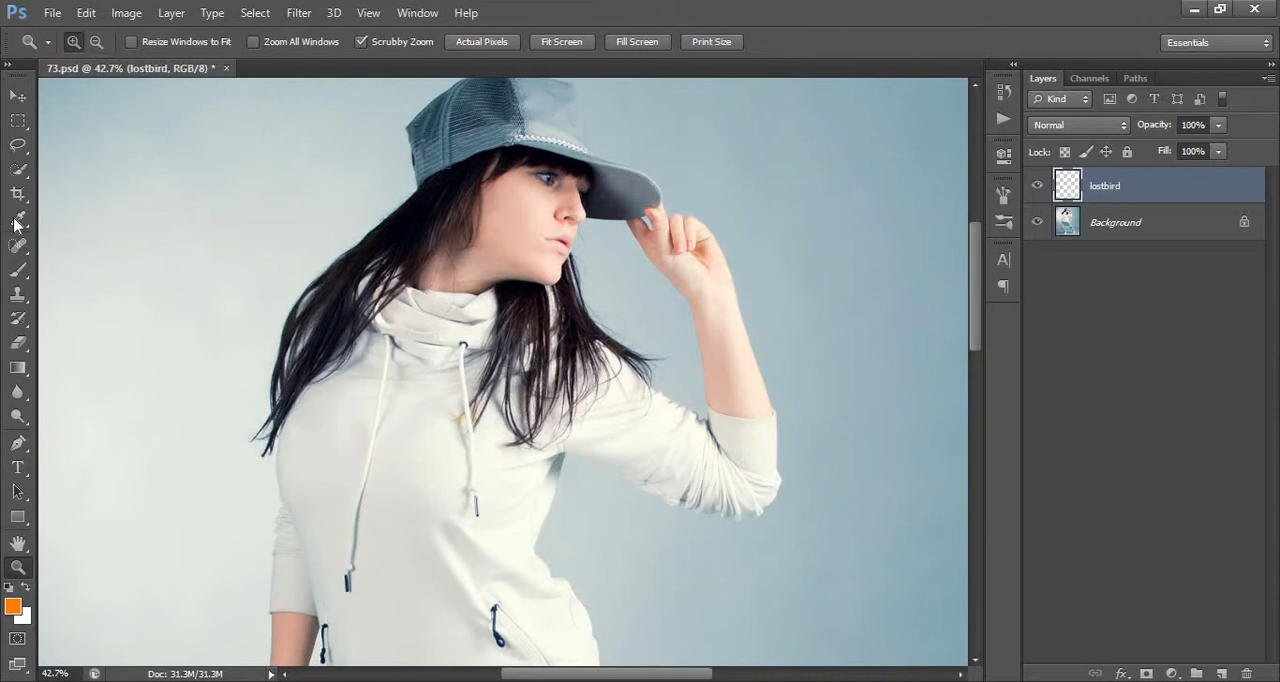 Ps File Edit Image Layer Type Select Filter 3D View Window Help
Resize Windows to Fit Zoom All Windows Scrubby Zoom Actual Pixels Fit Screen Fill Screen Print Size Essentials
73.psd @ 42.7% (lostbird, RGB/8) * ×
Layers Channels Paths
Kind
Normal Opacity: 100%
Lock: Fill: 100%
lostbird
Background
42.7% Doc: 31.3M/31.3M